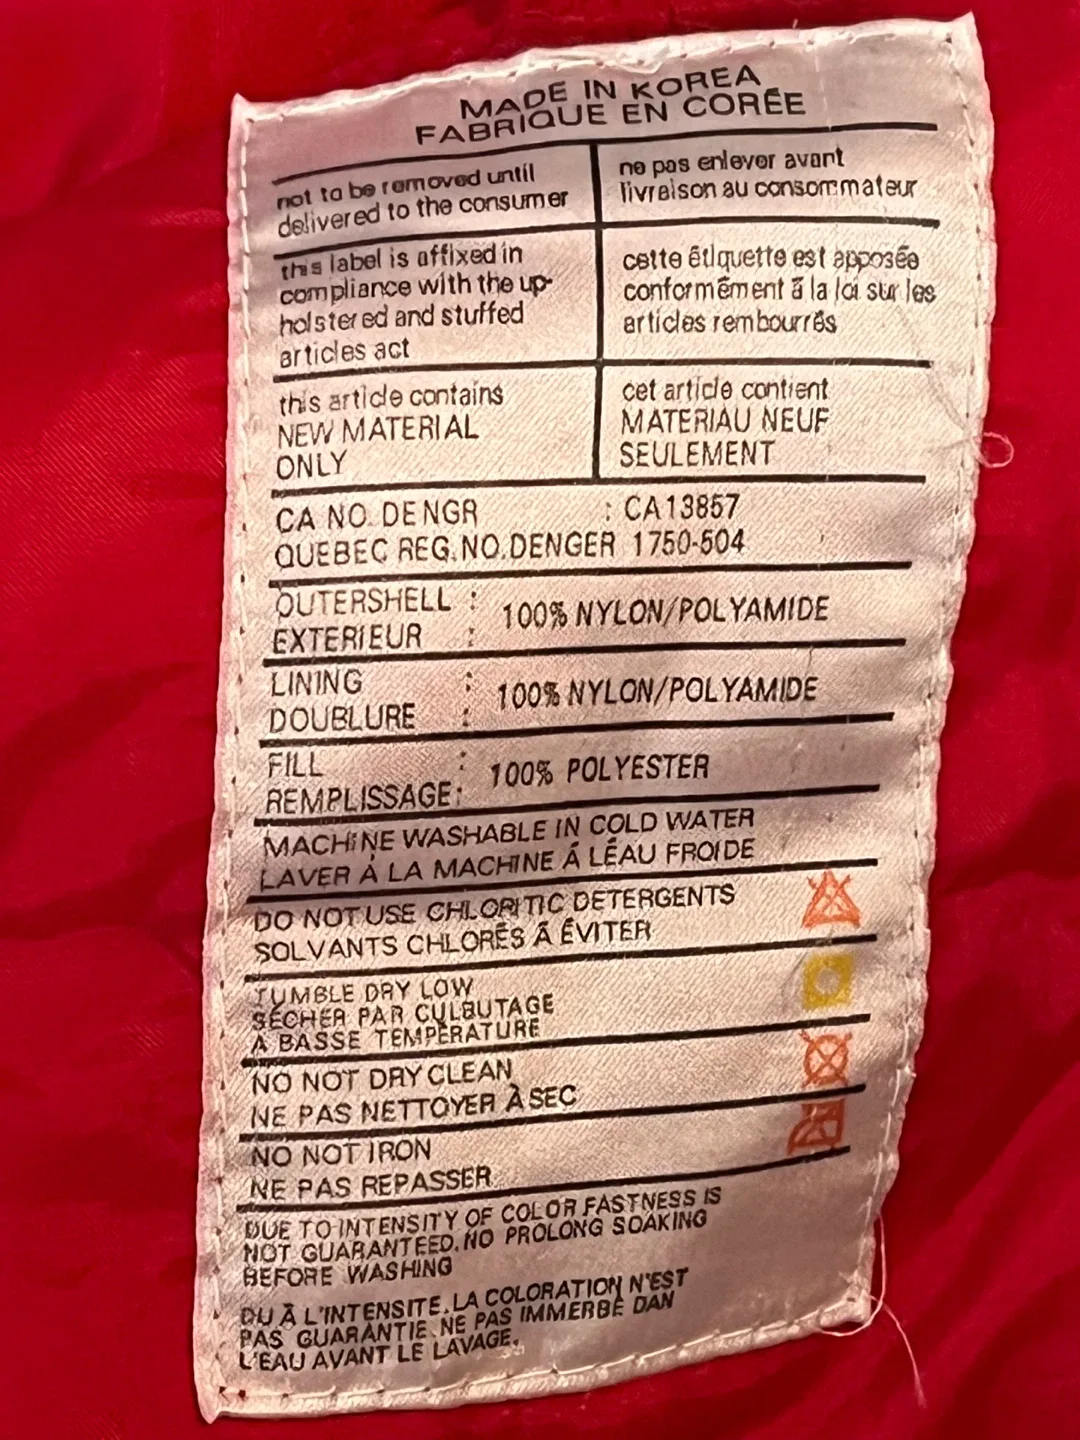 MADE IN KOREA
FABRIQUE EN CORÉE
not to be removed until
delivered to the consumer
ne pas enlever avant
livraison au consommateur
this label is affixed in
compliance with the up-
holstered and stuffed
articles act
cette étiquette est apposée
conformément ā la loi sur les
articles rembourrés
this article contains
NEW MATERIAL
ONLY
cet article contient
MATERIAU NEUF
SEULEMENT
CA NO. DENGR : CA13857
QUEBEC REG.NO.DENGER 1750-504
OUTERSHELL :
EXTERIEUR :
100% NYLON/POLYAMIDE
LINING :
DOUBLURE :
100% NYLON/POLYAMIDE
FILL :
REMPLISSAGE:
100% POLYESTER
MACHINE WASHABLE IN COLD WATER
LAVER À LA MACHINE Á LÉAU FROIDE
DO NOT USE CHLORITIC DETERGENTS
SOLVANTS CHLORĒS Ā ÉVITER
TUMBLE DRY LOW
SÉCHER PAR CULBUTAGE
A BASSE TEMPÉRATURE
NO NOT DRY CLEAN
NE PAS NETTOYER À SEC
NO NOT IRON
NE PAS REPASSER
DUE TO INTENSITY OF COLOR FASTNESS IS
NOT GUARANTEED. NO PROLONG SOAKING
BEFORE WASHING
DU Ā L'INTENSITE. LA COLORATION N'EST
PAS GUARANTIE. NE PAS IMMERBÉ DAN
L'EAU AVANT LE LAVAGE.